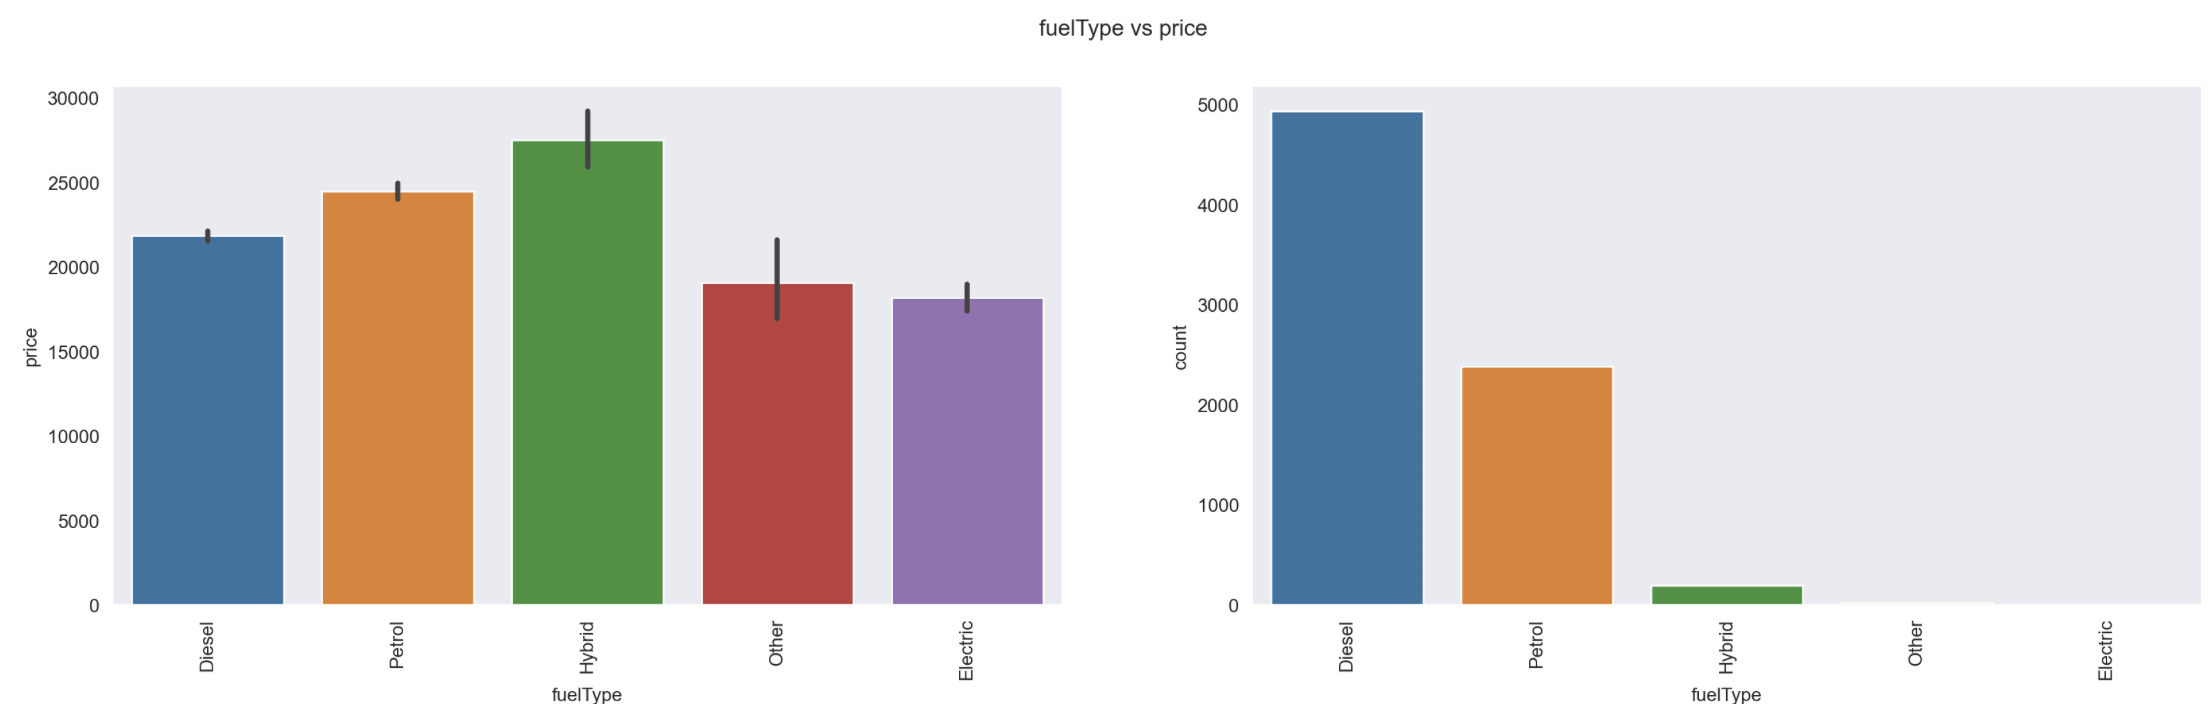 fuelType vs price
30000
25000
20000
15000
10000
5000
0
price
Diesel
Petrol
Hybrid
Other
Electric
fuelType
5000
4000
3000
2000
1000
0
count
Diesel
Petrol
Hybrid
Other
Electric
fuelType